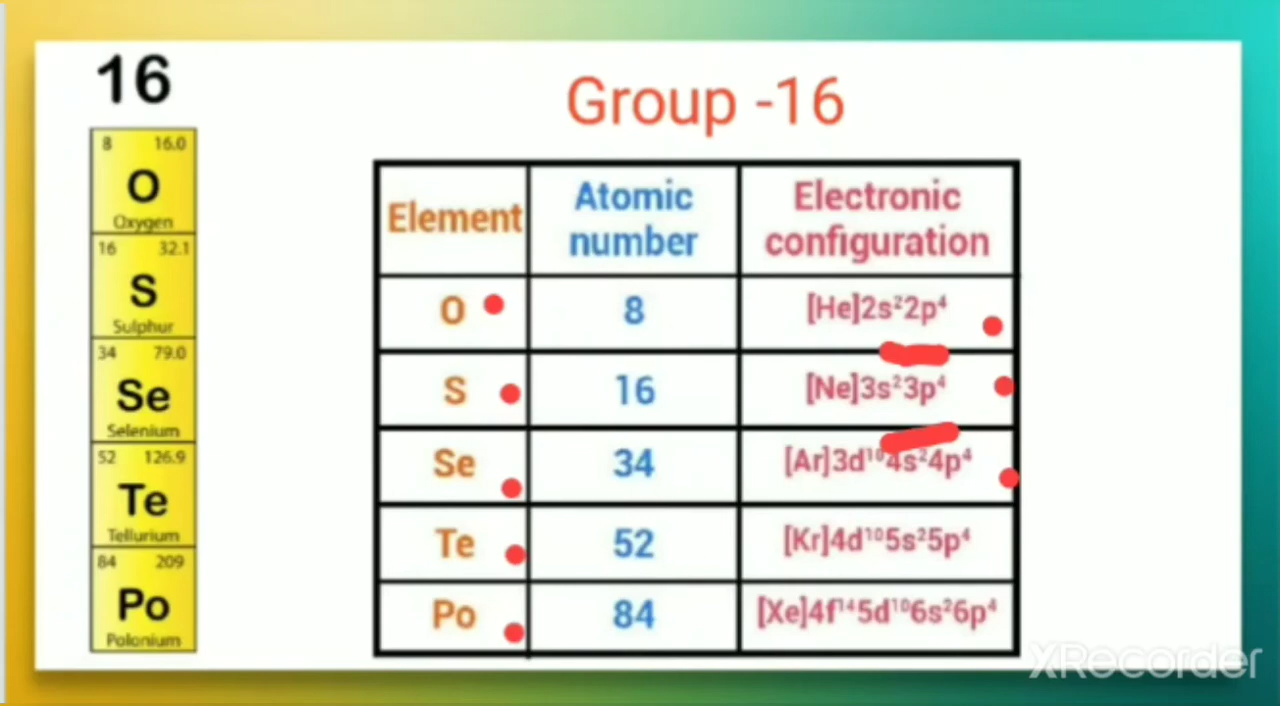 16
8 16.0
O
Oxygen
16 32.1
S
Sulphur
34 79.0
Se
Selenium
52 126.9
Te
Tellurium
84 209
Po
Polonium
Group -16
Element Atomic number Electronic configuration
O 8 [He]2s²2p⁴
S 16 [Ne]3s²3p⁴
Se 34 [Ar]3d¹⁰4s²4p⁴
Te 52 [Kr]4d¹⁰5s²5p⁴
Po 84 [Xe]4f¹⁴5d¹⁰6s²6p⁴
XRecorder